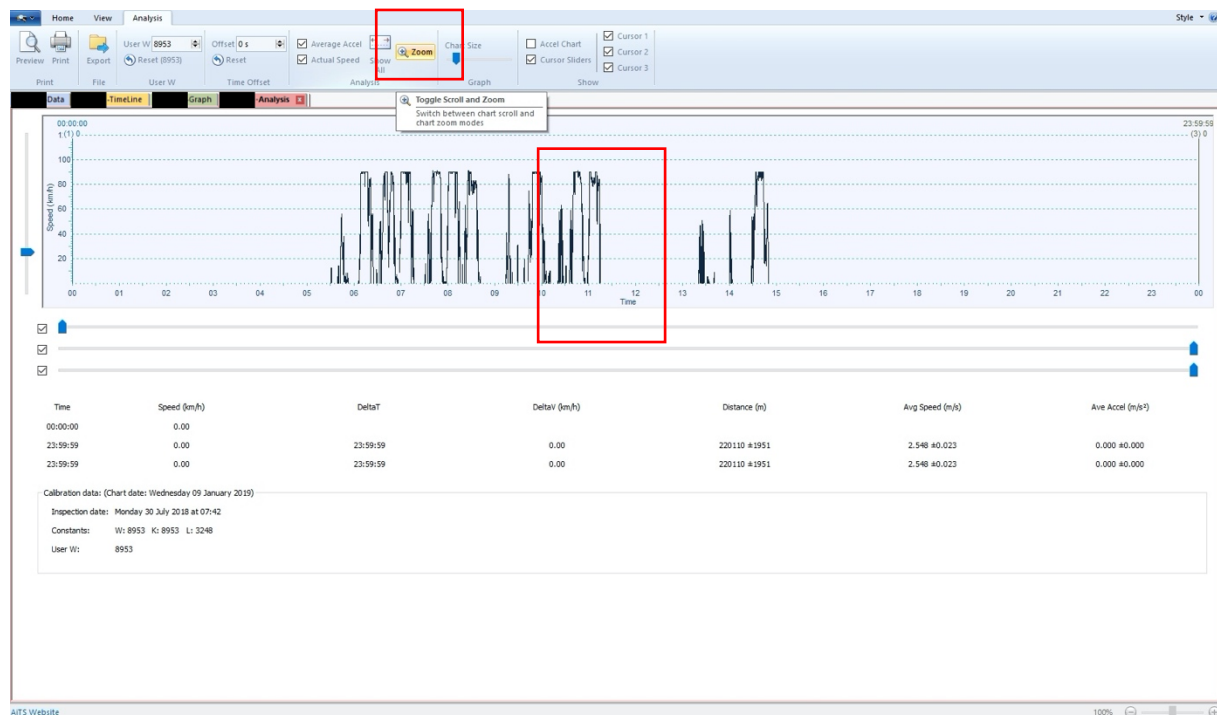 Home View Analysis Style
User W 8953 Offset 0 s Average Accel Zoom Chart Size Accel Chart Cursor 1
Preview Print Export Reset (8953) Reset Actual Speed Show All Cursor Sliders Cursor 2
Cursor 3
Print File User W Time Offset Analysis Graph Show
Data -TimeLine Graph -Analysis
Toggle Scroll and Zoom
Switch between chart scroll and
chart zoom modes
00:00:00 23:59:59
(1) 0 (3) 0
100
80
60
40
20
Speed (km/h)
00 01 02 03 04 05 06 07 08 09 10 11 12 13 14 15 16 17 18 19 20 21 22 23 00
Time
Time Speed (km/h) DeltaT DeltaV (km/h) Distance (m) Avg Speed (m/s) Ave Accel (m/s²)
00:00:00 0.00
23:59:59 0.00 23:59:59 0.00 220110 ±1951 2.548 ±0.023 0.000 ±0.000
23:59:59 0.00 23:59:59 0.00 220110 ±1951 2.548 ±0.023 0.000 ±0.000
Calibration data: (Chart date: Wednesday 09 January 2019)
Inspection date: Monday 30 July 2018 at 07:42
Constants: W: 8953 K: 8953 L: 3248
User W: 8953
AiTS Website 100%